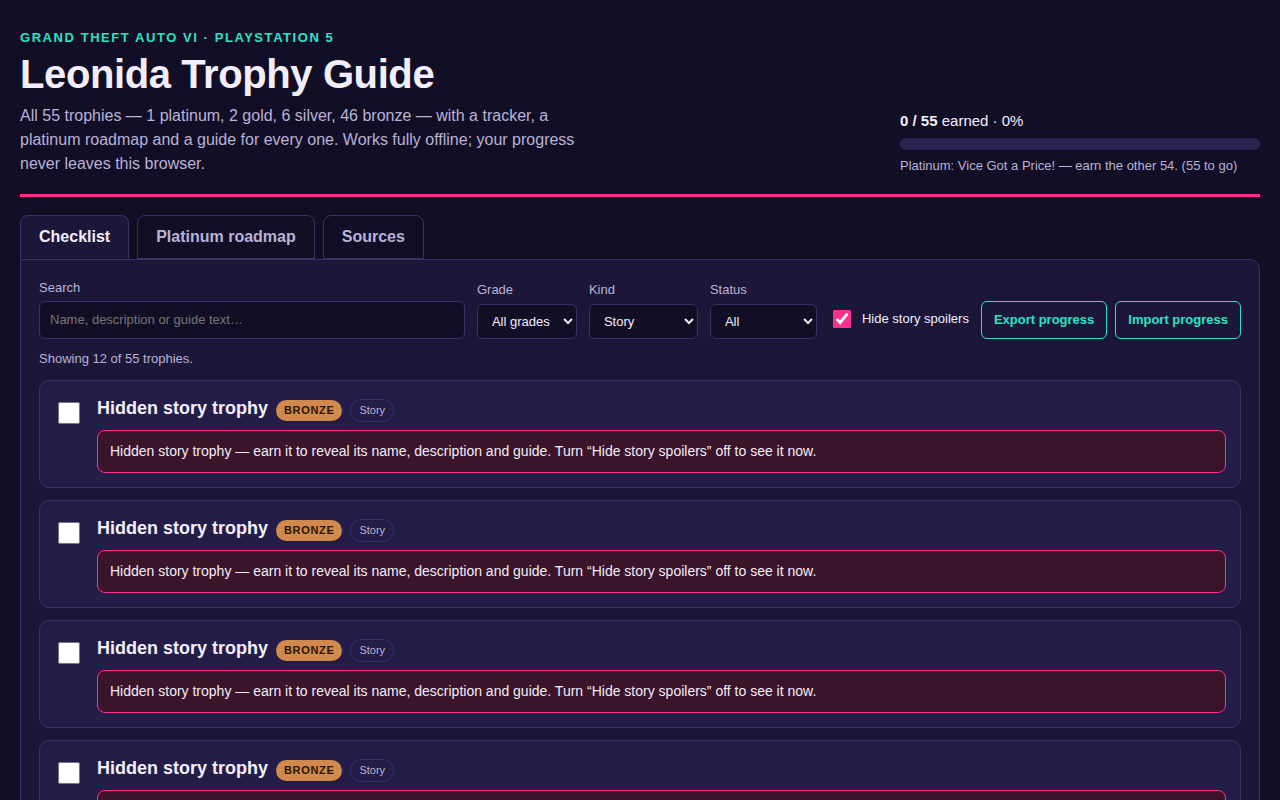 GRAND THEFT AUTO VI · PLAYSTATION 5
Leonida Trophy Guide
All 55 trophies — 1 platinum, 2 gold, 6 silver, 46 bronze — with a tracker, a
platinum roadmap and a guide for every one. Works fully offline; your progress
never leaves this browser.
0 / 55 earned · 0%
Platinum: Vice Got a Price! — earn the other 54. (55 to go)
Checklist
Platinum roadmap
Sources
Search
Name, description or guide text…
Grade
All grades
Kind
Story
Status
All
Hide story spoilers
Export progress
Import progress
Showing 12 of 55 trophies.
Hidden story trophy BRONZE Story
Hidden story trophy — earn it to reveal its name, description and guide. Turn “Hide story spoilers” off to see it now.
Hidden story trophy BRONZE Story
Hidden story trophy — earn it to reveal its name, description and guide. Turn “Hide story spoilers” off to see it now.
Hidden story trophy BRONZE Story
Hidden story trophy — earn it to reveal its name, description and guide. Turn “Hide story spoilers” off to see it now.
Hidden story trophy BRONZE Story